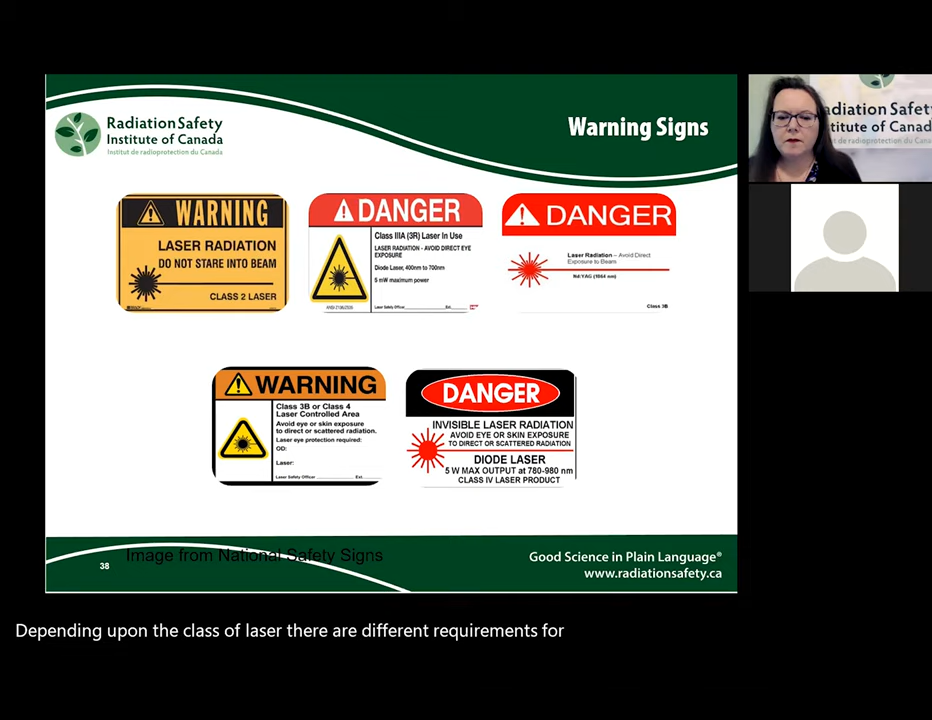 Radiation Safety
Institute of Canada
Institut de radioprotection du Canada
Warning Signs
WARNING
LASER RADIATION
DO NOT STARE INTO BEAM
CLASS 2 LASER
DANGER
Class IIIA (3R) Laser In Use
LASER RADIATION - AVOID DIRECT EYE
EXPOSURE
Diode Laser, 400nm to 700nm
5 mW maximum power
Laser Safety Officer
Ext.
DANGER
Laser Radiation – Avoid Direct
Exposure to Beam
Nd:YAG (1064 nm)
Class 3B
WARNING
Class 3B or Class 4
Laser Controlled Area
Avoid eye or skin exposure
to direct or scattered radiation.
Laser eye protection required:
OD:
Laser:
Laser Safety Officer Ext.
DANGER
INVISIBLE LASER RADIATION
AVOID EYE OR SKIN EXPOSURE
TO DIRECT OR SCATTERED RADIATION
DIODE LASER
5 W MAX OUTPUT at 780-980 nm
CLASS IV LASER PRODUCT
Image from National Safety Signs
38
Good Science in Plain Language®
www.radiationsafety.ca
adiation Safety
titute of Canad
t de radioprotection du Cana
Depending upon the class of laser there are different requirements for